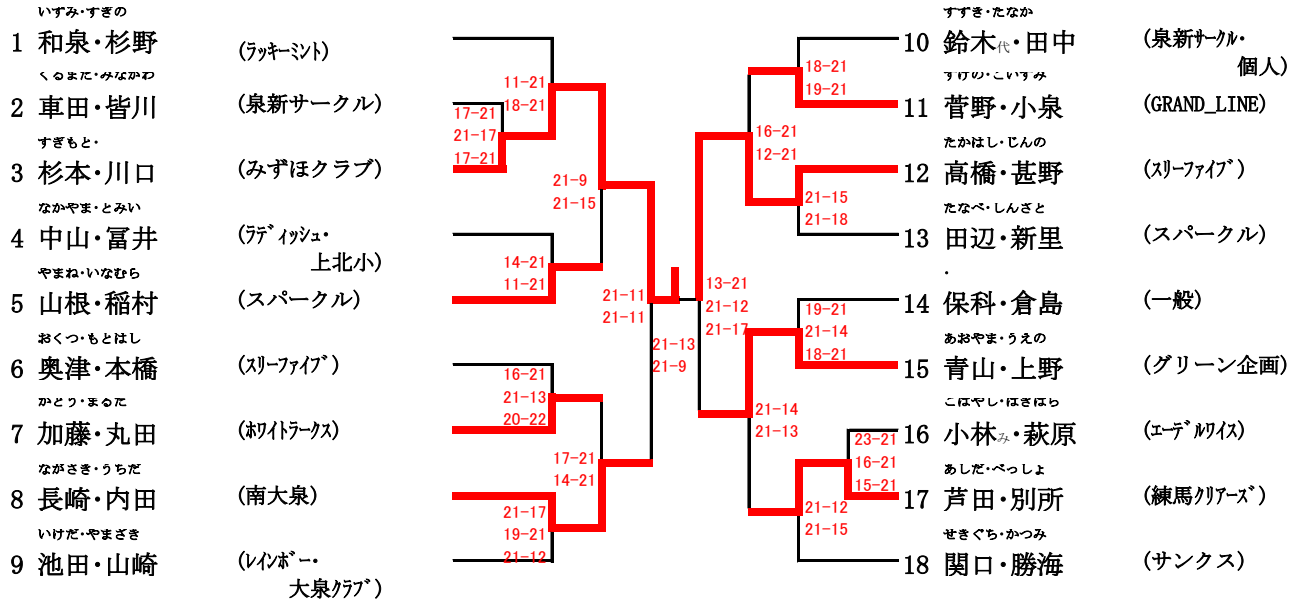 いずみ・すぎの
1 和泉・杉野 (ラッキーミント)
くるまだ・みながわ
2 車田・皆川 (泉新サークル)
すぎもと・
3 杉本・川口 (みずほクラブ)
なかやま・とみい
4 中山・冨井 (ラディッシュ・
上北小)
やまね・いなむら
5 山根・稲村 (スパークル)
おくつ・もとはし
6 奥津・本橋 (スリーファイブ)
かとう・まるた
7 加藤・丸田 (ホワイトラークス)
ながさき・うちだ
8 長崎・内田 (南大泉)
いけだ・やまざき
9 池田・山崎 (レインボー・
大泉クラブ)
11-21
18-21
17-21
21-17
17-21
21-9
21-15
14-21
11-21
21-11
21-11
16-21
21-13
20-22
17-21
14-21
21-17
19-21
21-12
21-13
21-9
18-21
19-21
16-21
12-21
21-15
21-18
13-21
21-12
21-17
19-21
21-14
18-21
21-14
21-13
23-21
16-21
15-21
21-12
21-15
すずき・たなか
10 鈴木代・田中 (泉新サークル・
個人)
すげの・こいずみ
11 菅野・小泉 (GRAND_LINE)
たかはし・じんの
12 高橋・甚野 (スリーファイブ)
たなべ・しんさと
13 田辺・新里 (スパークル)
・
14 保科・倉島 (一般)
あおやま・うえの
15 青山・上野 (グリーン企画)
こばやし・はぎはら
16 小林み・萩原 (エーデルワイス)
あしだ・べっしょ
17 芦田・別所 (練馬クリアーズ)
せきぐち・かつみ
18 関口・勝海 (サンクス)